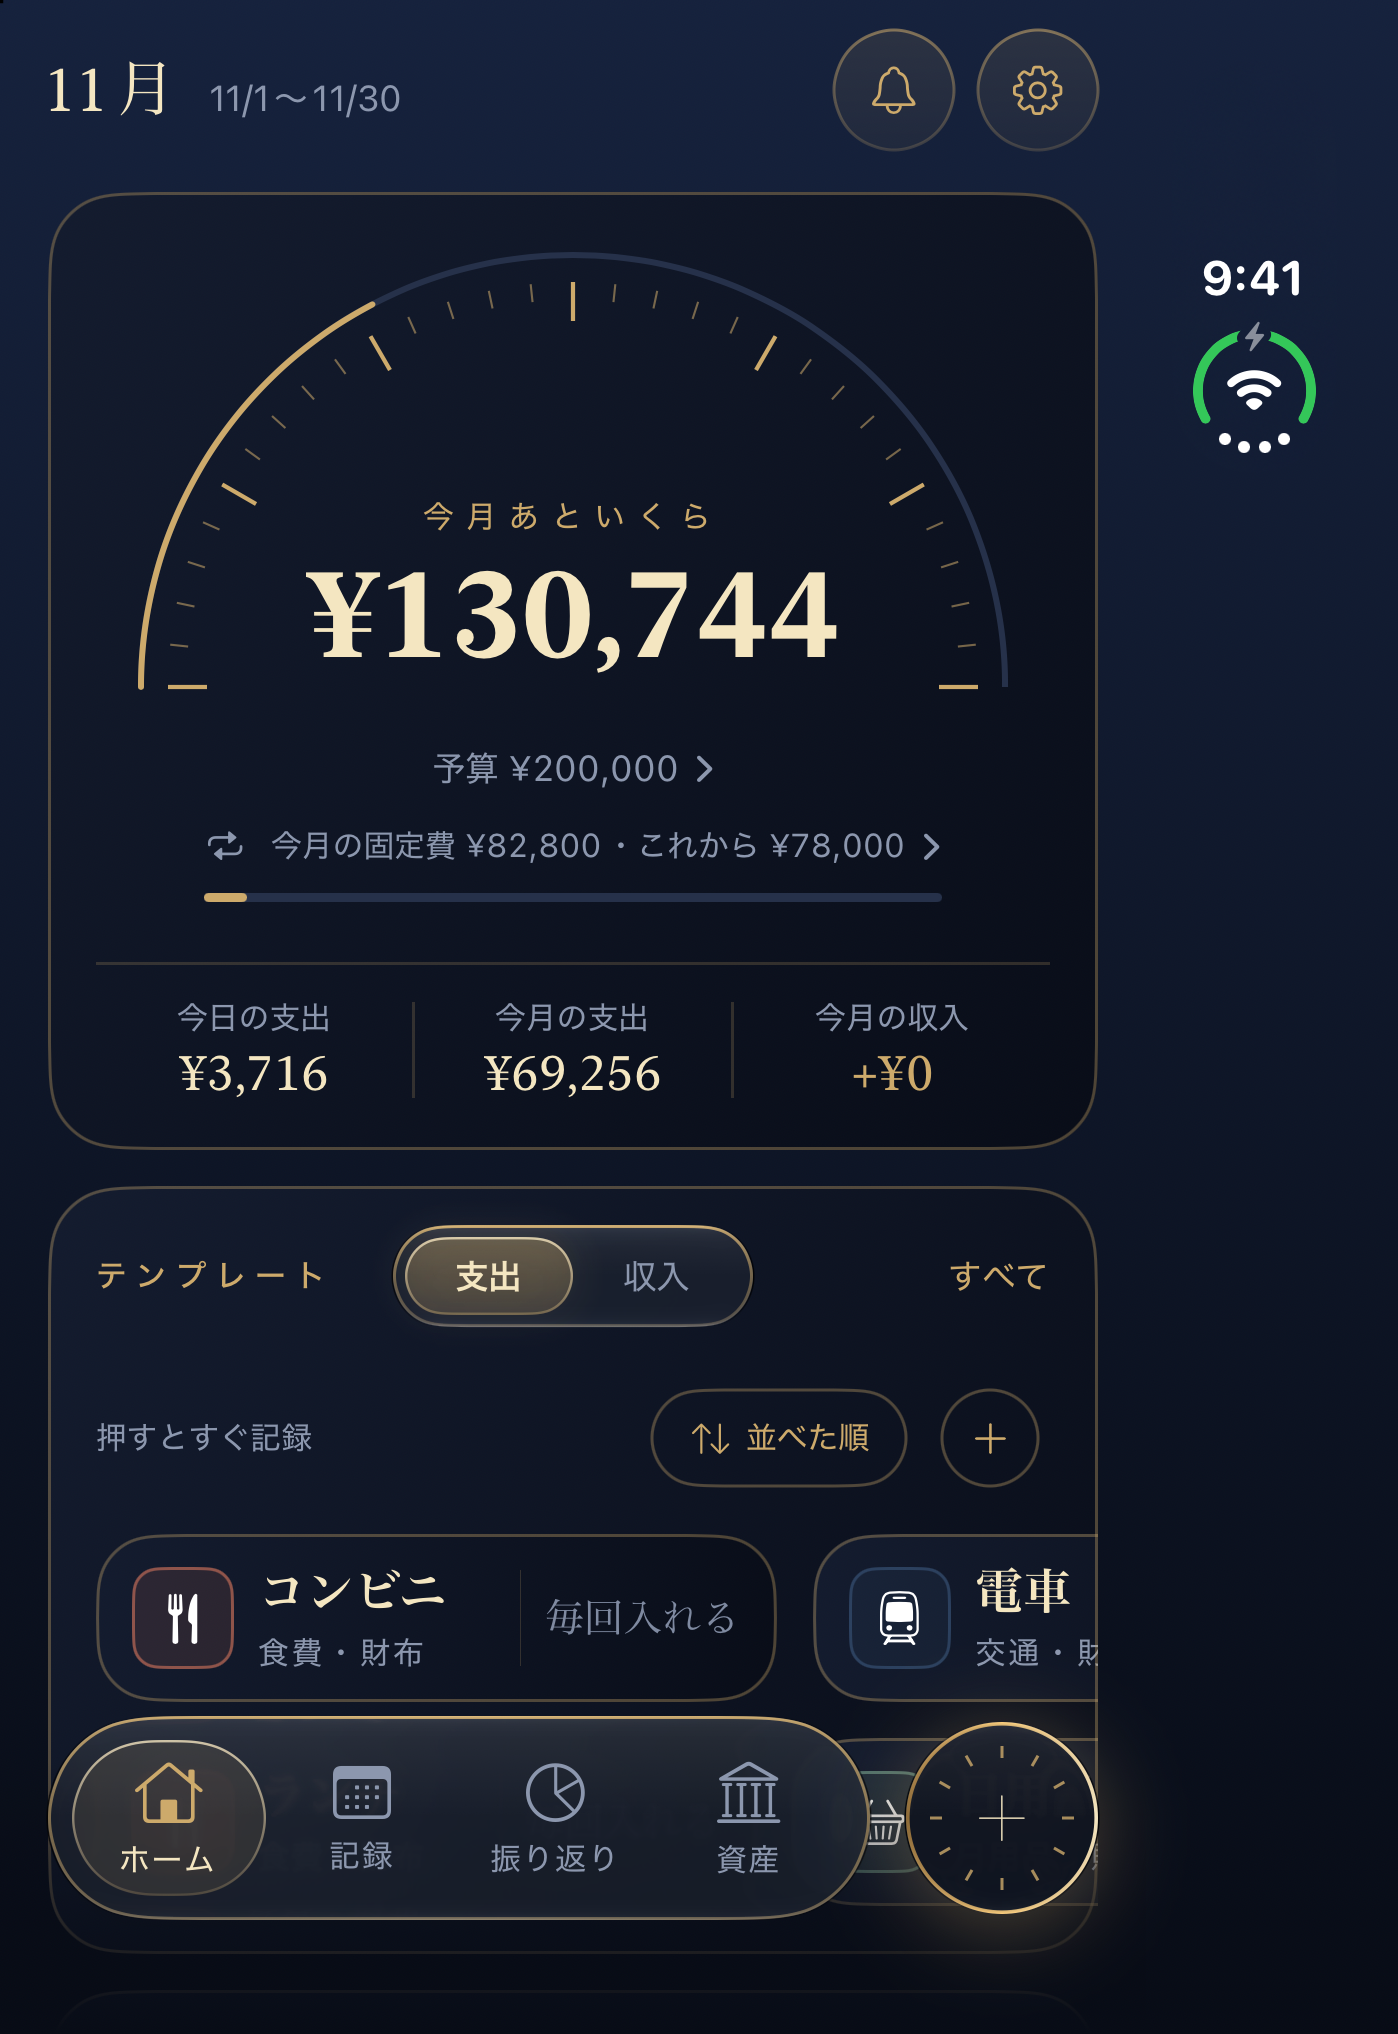 11月 11/1〜11/30
9:41
今月あといくら
¥130,744
予算 ¥200,000
今月の固定費 ¥82,800・これから ¥78,000
今日の支出 今月の支出 今月の収入
¥3,716 ¥69,256 +¥0
テンプレート 支出 収入 すべて
押すとすぐ記録 並べた順
コンビニ 毎回入れる 電車
食費・財布 交通・
ホーム 記録 振り返り 資産